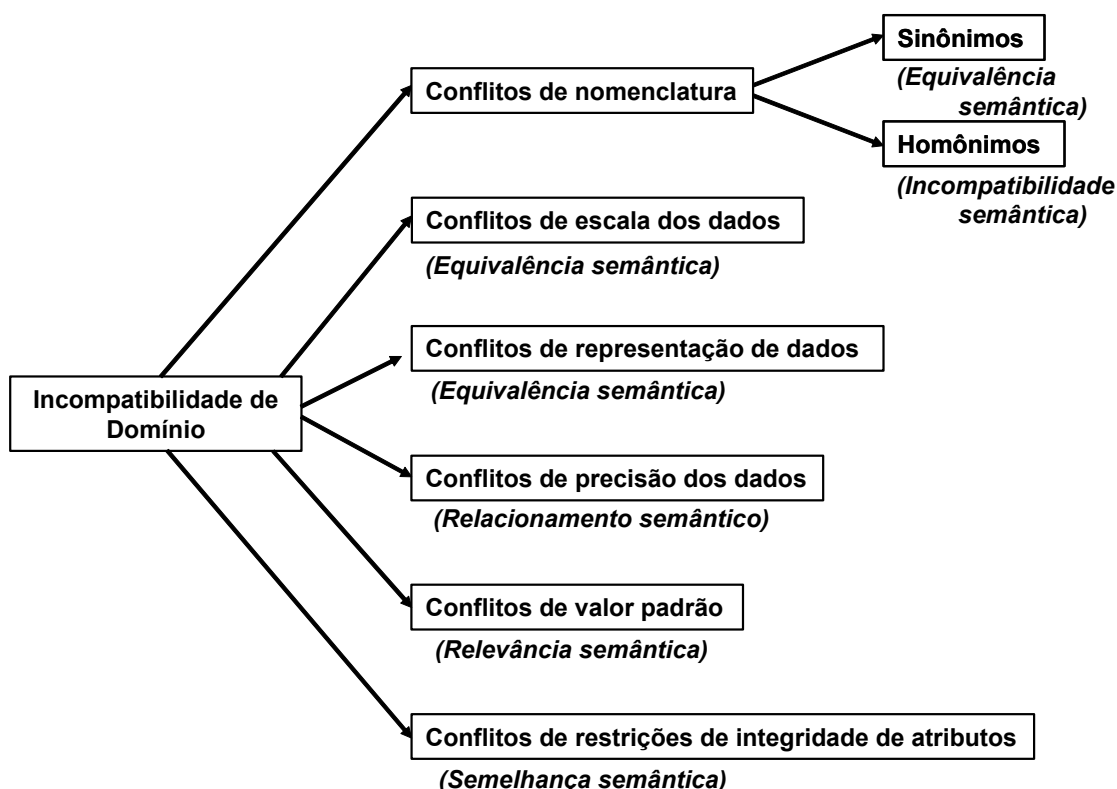 Sinônimos
(Equivalência
semântica)
Conflitos de nomenclatura
Homônimos
(Incompatibilidade
semântica)
Conflitos de escala dos dados
(Equivalência semântica)
Conflitos de representação de dados
(Equivalência semântica)
Incompatibilidade de
Domínio
Conflitos de precisão dos dados
(Relacionamento semântico)
Conflitos de valor padrão
(Relevância semântica)
Conflitos de restrições de integridade de atributos
(Semelhança semântica)